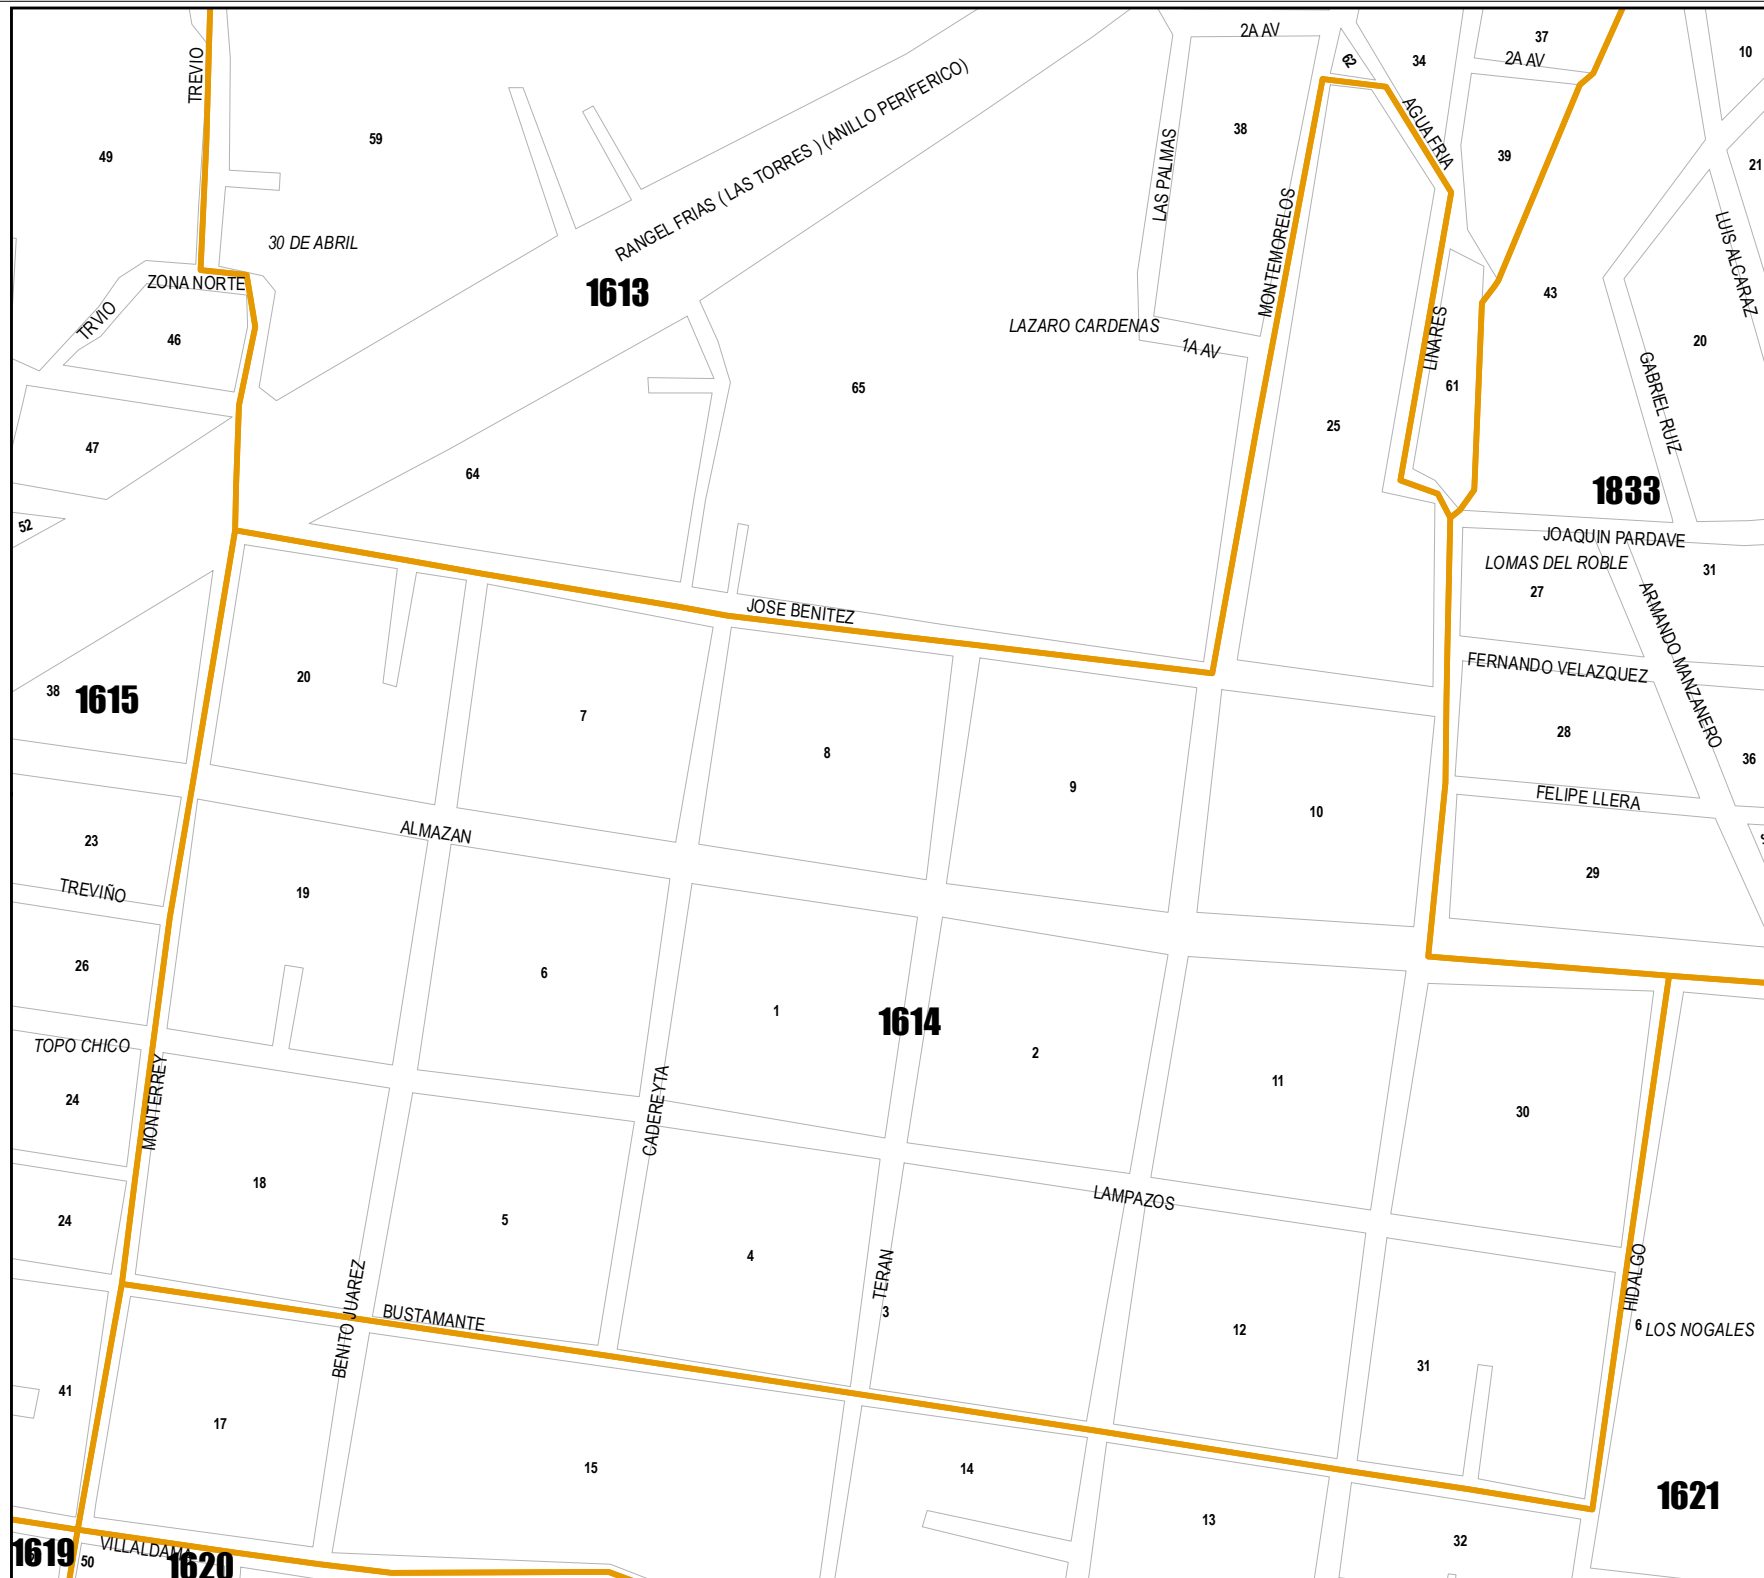 2A AV
37
2A AV
10
TREVIO
62
34
59
RANGEL FRIAS ( LAS TORRES ) (ANILLO PERIFERICO)
AGUA FRIA
38
49
39
21
LAS PALMAS
30 DE ABRIL
MONTEMORELOS
LUIS ALCARAZ
ZONA NORTE
1613
43
TRVIO
46
LAZARO CARDENAS
1A AV
LINARES
20
65
61
GABRIEL RUIZ
47
25
64
1833
52
JOAQUIN PARDAVE
LOMAS DEL ROBLE
31
27
JOSE BENITEZ
ARMANDO MANZANERO
FERNANDO VELAZQUEZ
20
38
1615
7
28
8
36
9
FELIPE LLERA
10
ALMAZAN
23
29
TREVIÑO
19
26
6
1
1614
2
TOPO CHICO
11
24
MONTERREY
CADEREYTA
30
18
LAMPAZOS
24
5
4
TERAN
HIDALGO
BENITO JUAREZ
BUSTAMANTE
3
12
6
LOS NOGALES
31
41
17
15
14
1621
13
32
1619
50
VILLALDAMA
1620